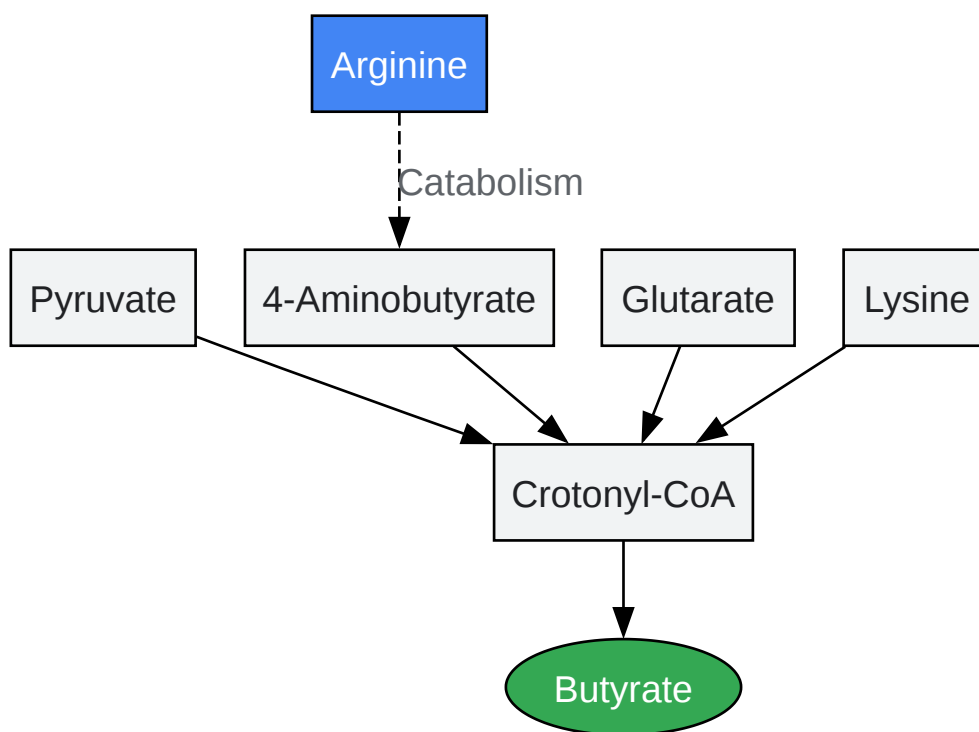 Arginine
Catabolism
Pyruvate
4-Aminobutyrate
Glutarate
Lysine
Crotonyl-CoA
Butyrate